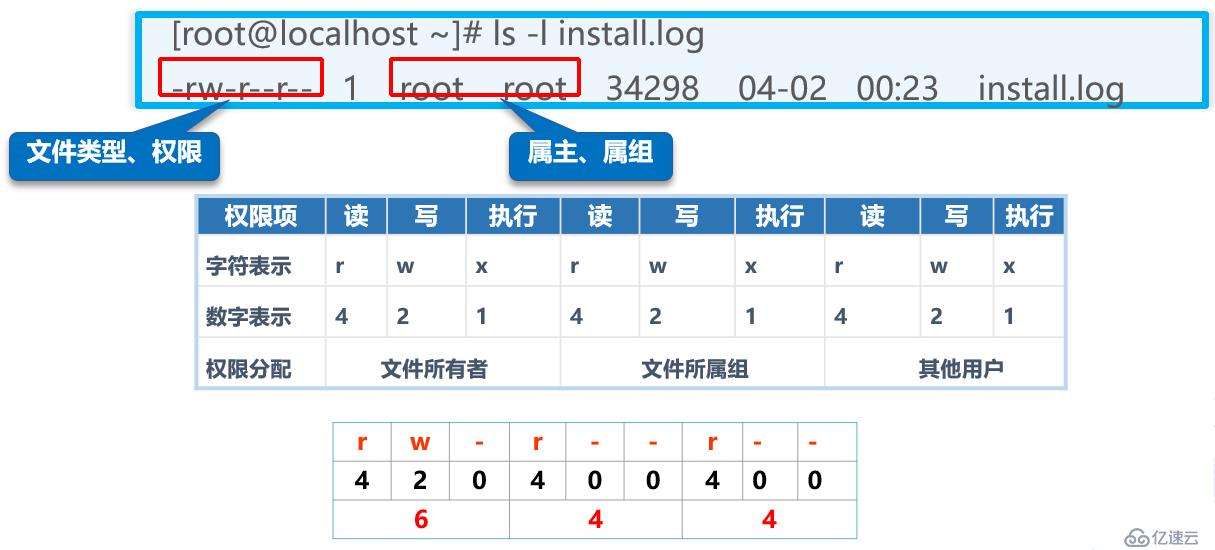 [root@localhost ~]# ls -l install.log
-rw-r--r-- 1 root root 34298 04-02 00:23 install.log
文件类型、权限 属主、属组
权限项 读 写 执行 读 写 执行 读 写 执行
字符表示 r w x r w x r w x
数字表示 4 2 1 4 2 1 4 2 1
权限分配 文件所有者 文件所属组 其他用户
r w - r - - r - -
4 2 0 4 0 0 4 0 0
6 4 4
亿速云